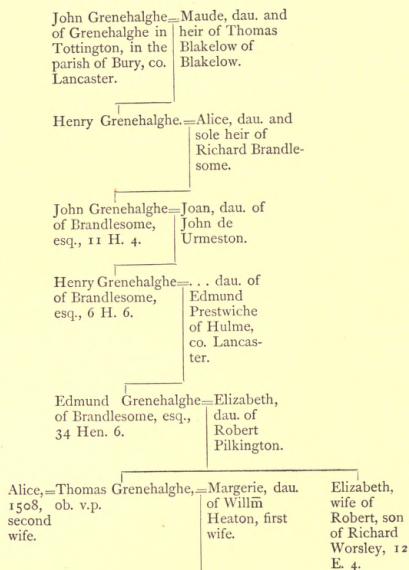 John Grenehalghe=Maude, dau. and
of Grenehalghe in heir of Thomas
Tottington, in the Blakelow of
parish of Bury, co. Blakelow.
Lancaster.
Henry Grenehalghe.=Alice, dau. and
sole heir of
Richard Brandle-
some.
John Grenehalghe=Joan, dau. of
of Brandlesome, John de
esq., 11 H. 4. Urmeston.
Henry Grenehalghe=. . . dau. of
of Brandlesome, Edmund
esq., 6 H. 6. Prestwiche
of Hulme,
co. Lancas-
ter.
Edmund Grenehalghe=Elizabeth,
of Brandlesome, esq., dau. of
34 Hen. 6. Robert
Pilkington.
Alice,=Thomas Grenehalghe,=Margerie, dau. Elizabeth,
1508, ob. v.p. of Willm̄ wife of
second Heaton, first Robert, son
wife. wife. of Richard
Worsley, 12
E. 4.